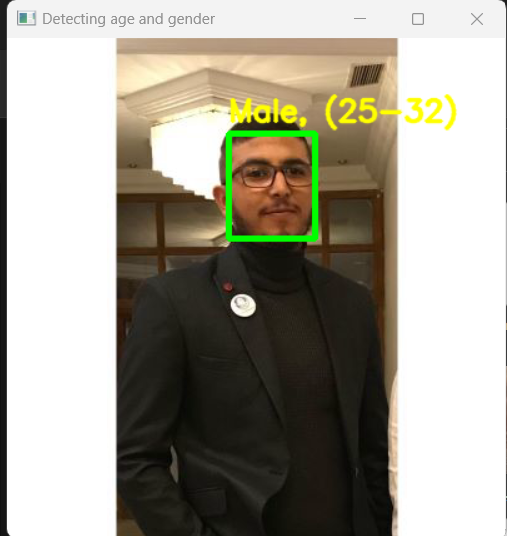 Detecting age and gender
Male, (25-32)